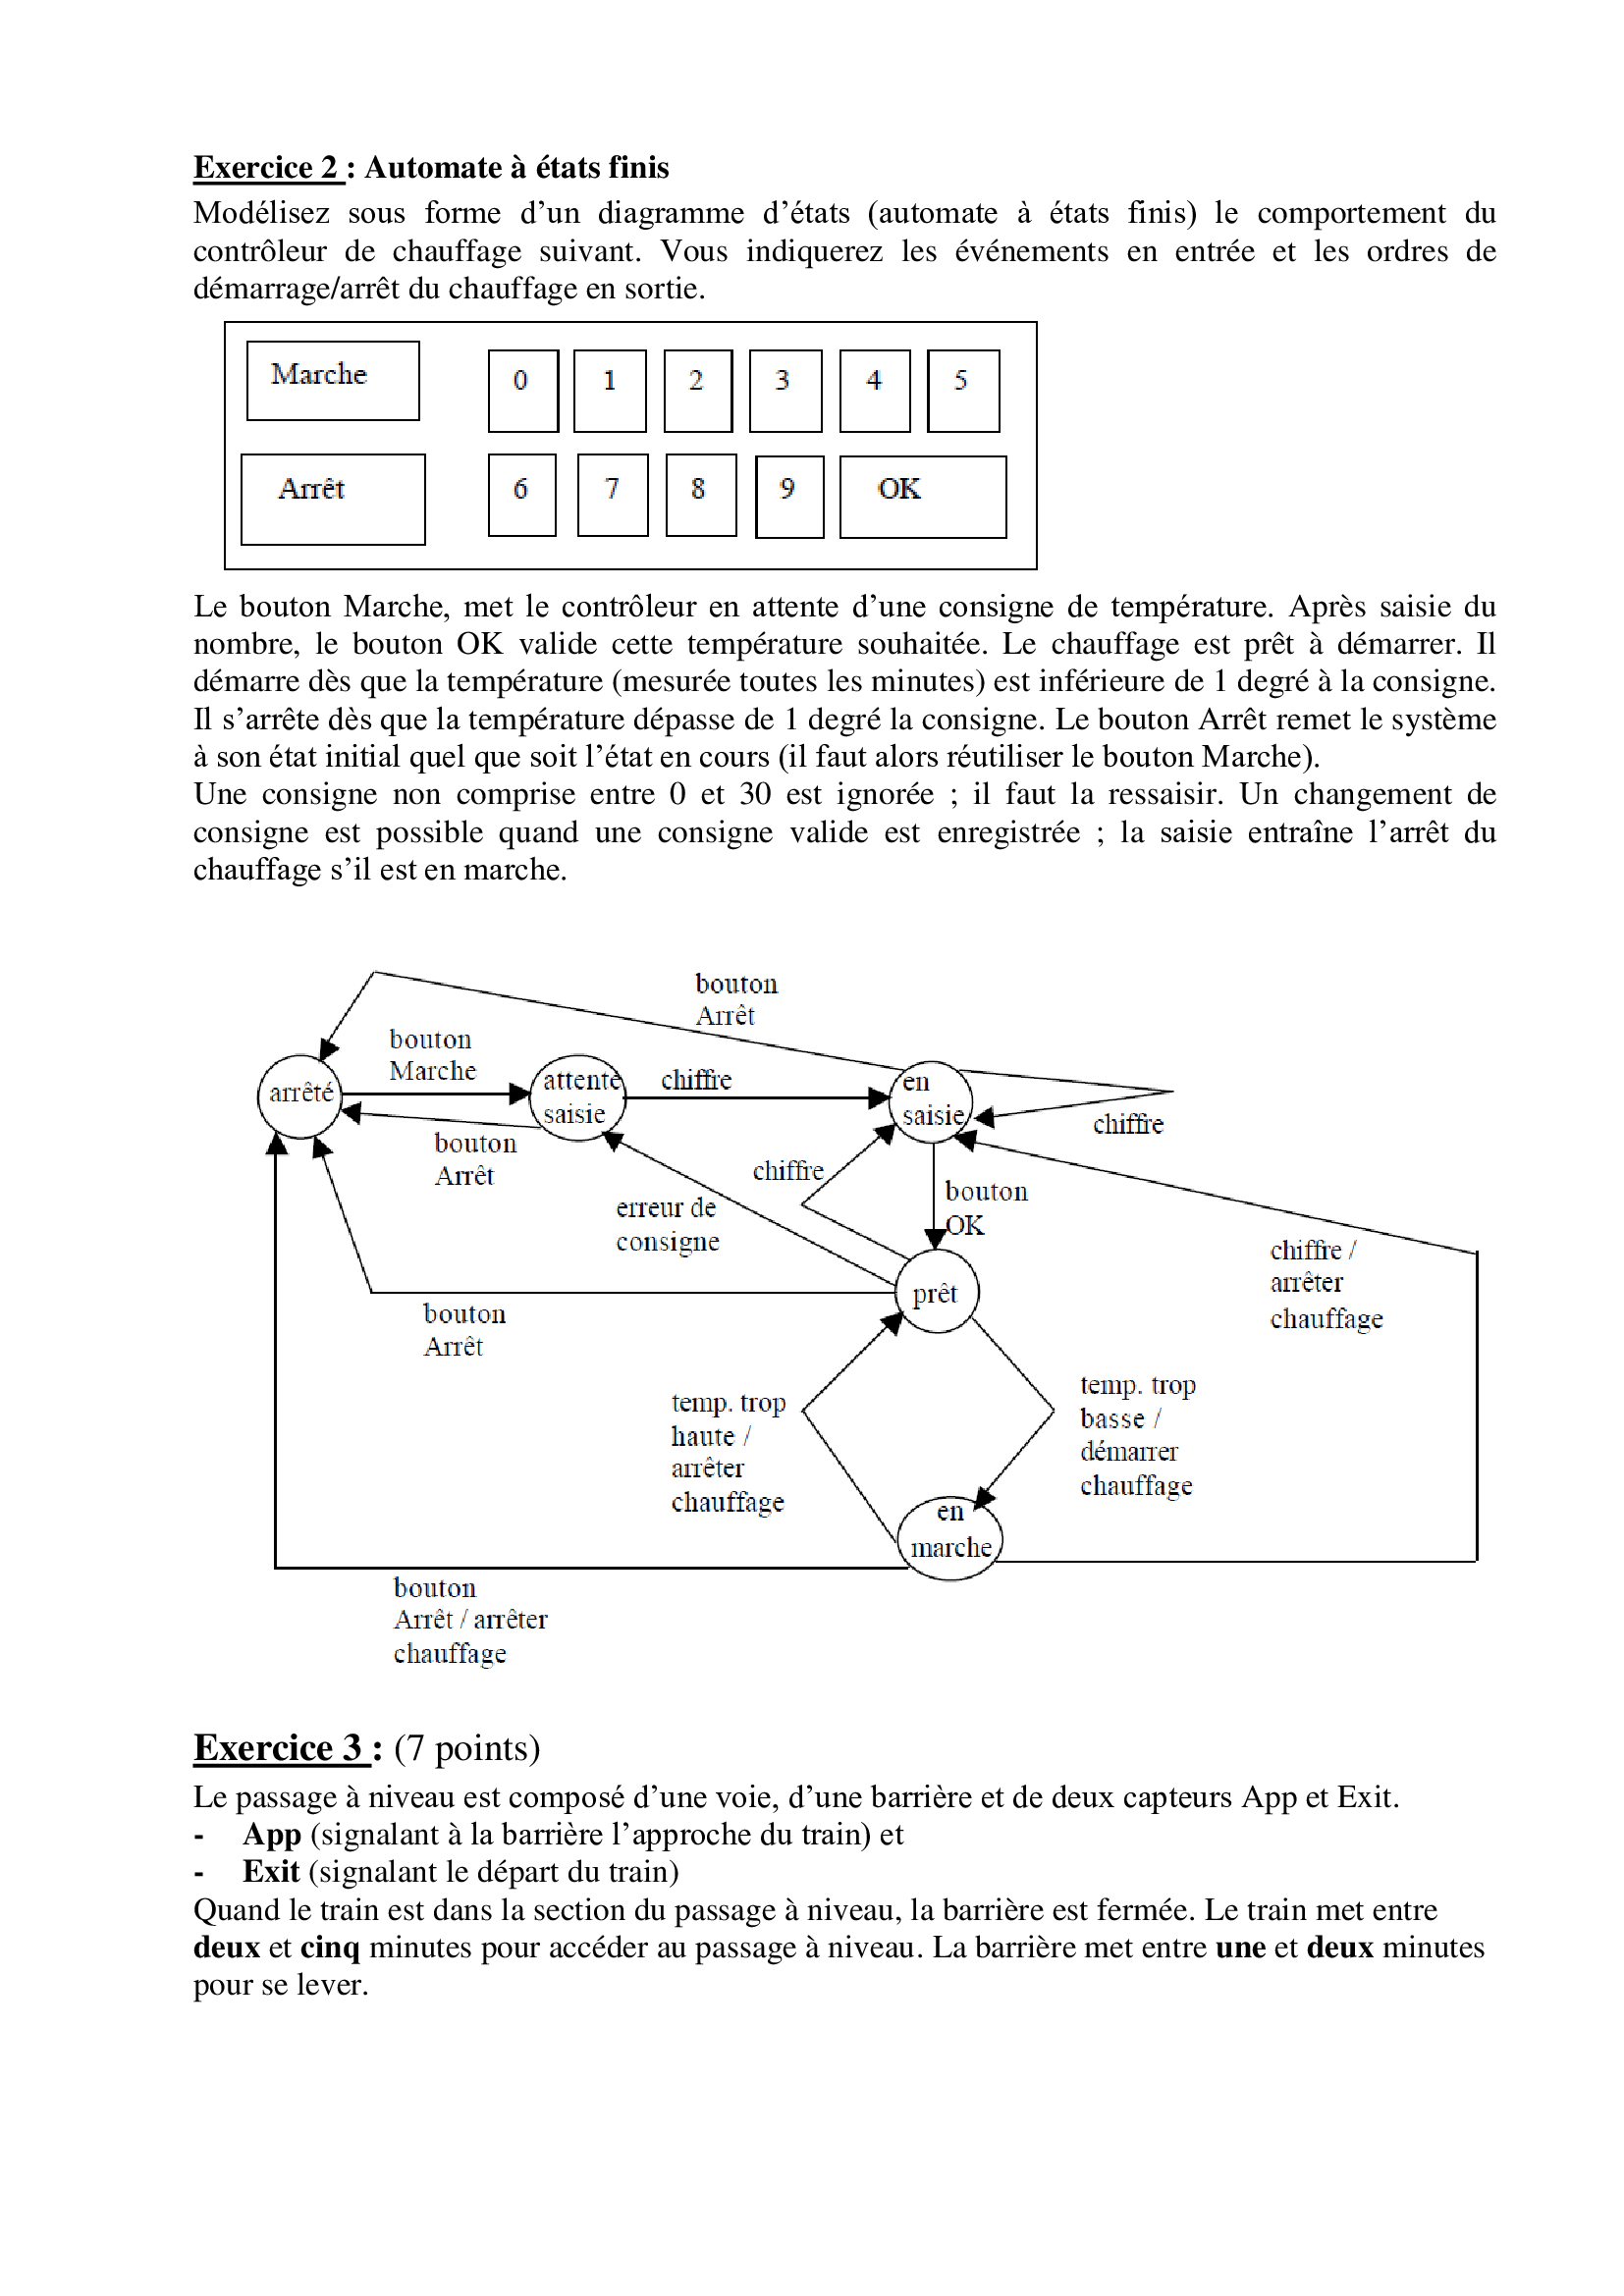 Exercice 2 : Automate à états finis
Modélisez sous forme d’un diagramme d’états (automate à états finis) le comportement du
contrôleur de chauffage suivant. Vous indiquerez les événements en entrée et les ordres de
démarrage/arrêt du chauffage en sortie.
Marche
0 1 2 3 4 5
Arrêt
6 7 8 9 OK
Le bouton Marche, met le contrôleur en attente d’une consigne de température. Après saisie du
nombre, le bouton OK valide cette température souhaitée. Le chauffage est prêt à démarrer. Il
démarre dès que la température (mesurée toutes les minutes) est inférieure de 1 degré à la consigne.
Il s’arrête dès que la température dépasse de 1 degré la consigne. Le bouton Arrêt remet le système
à son état initial quel que soit l’état en cours (il faut alors réutiliser le bouton Marche).
Une consigne non comprise entre 0 et 30 est ignorée ; il faut la ressaisir. Un changement de
consigne est possible quand une consigne valide est enregistrée ; la saisie entraîne l’arrêt du
chauffage s’il est en marche.
bouton
Arrêt
bouton
Marche
arrêté
attente
saisie
chiffre
en
saisie
chiffre
bouton
Arrêt
chiffre
bouton
OK
erreur de
consigne
chiffre /
arrêter
chauffage
prêt
bouton
Arrêt
temp. trop
haute /
arrêter
chauffage
temp. trop
basse /
démarrer
chauffage
en
marche
bouton
Arrêt / arrêter
chauffage
Exercice 3 : (7 points)
Le passage à niveau est composé d’une voie, d’une barrière et de deux capteurs App et Exit.
- App (signalant à la barrière l’approche du train) et
- Exit (signalant le départ du train)
Quand le train est dans la section du passage à niveau, la barrière est fermée. Le train met entre
deux et cinq minutes pour accéder au passage à niveau. La barrière met entre une et deux minutes
pour se lever.